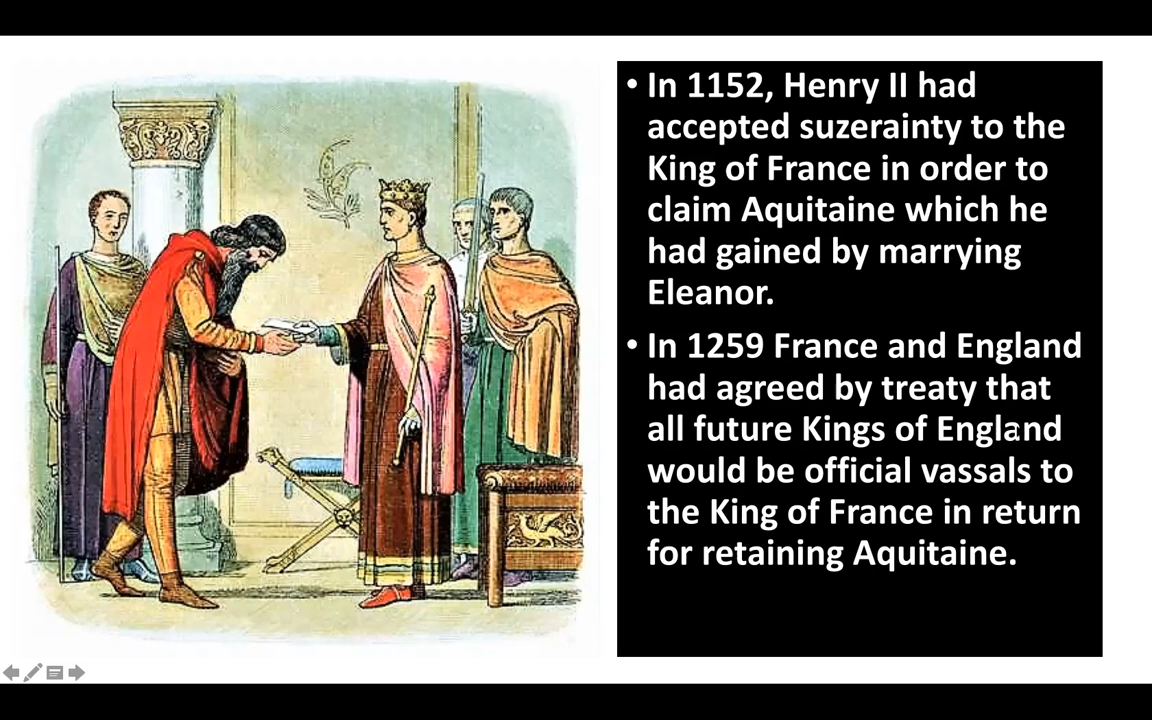 • In 1152, Henry II had
accepted suzerainty to the
King of France in order to
claim Aquitaine which he
had gained by marrying
Eleanor.
• In 1259 France and England
had agreed by treaty that
all future Kings of England
would be official vassals to
the King of France in return
for retaining Aquitaine.